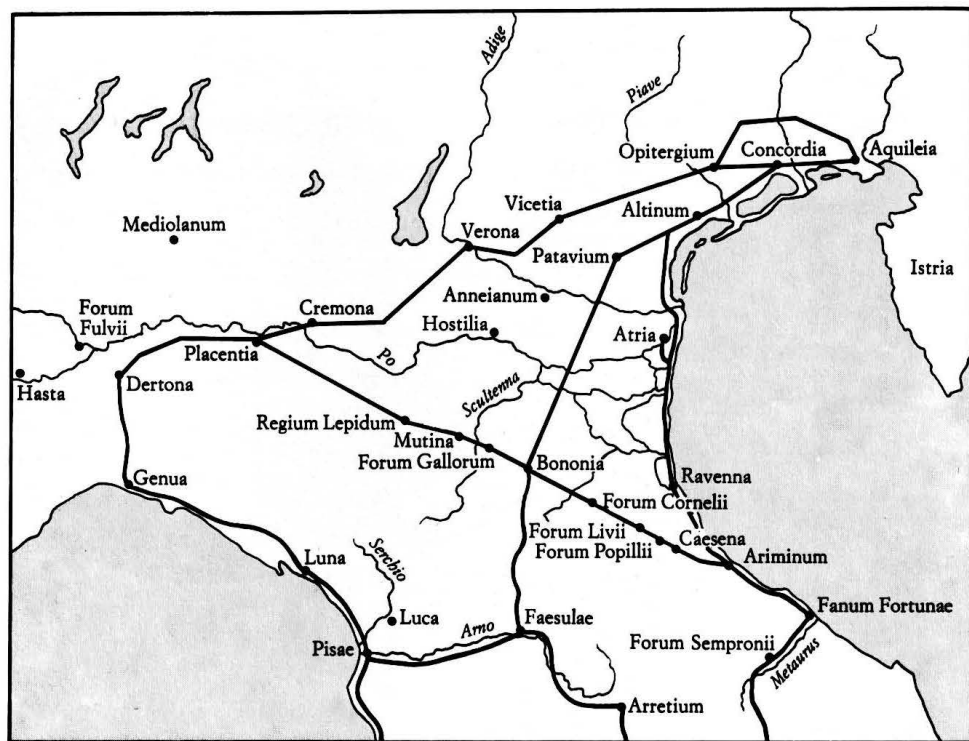 Adige
Piave
Opitergium
Concordia
Aquileia
Vicetia
Altinum
Mediolanum
Verona
Patavium
Istria
Anneianum
Forum
Fulvii
Cremona
Hostilia
Atria
Placentia
Po
Hasta
Dertona
Scultenna
Regium Lepidum
Mutina
Forum Gallorum
Bononia
Genua
Ravenna
Forum Cornelii
Forum Livii
Forum Popillii
Caesena
Ariminum
Luna
Serchio
Luca
Arno
Faesulae
Fanum Fortunae
Pisae
Forum Sempronii
Metaurus
Arretium